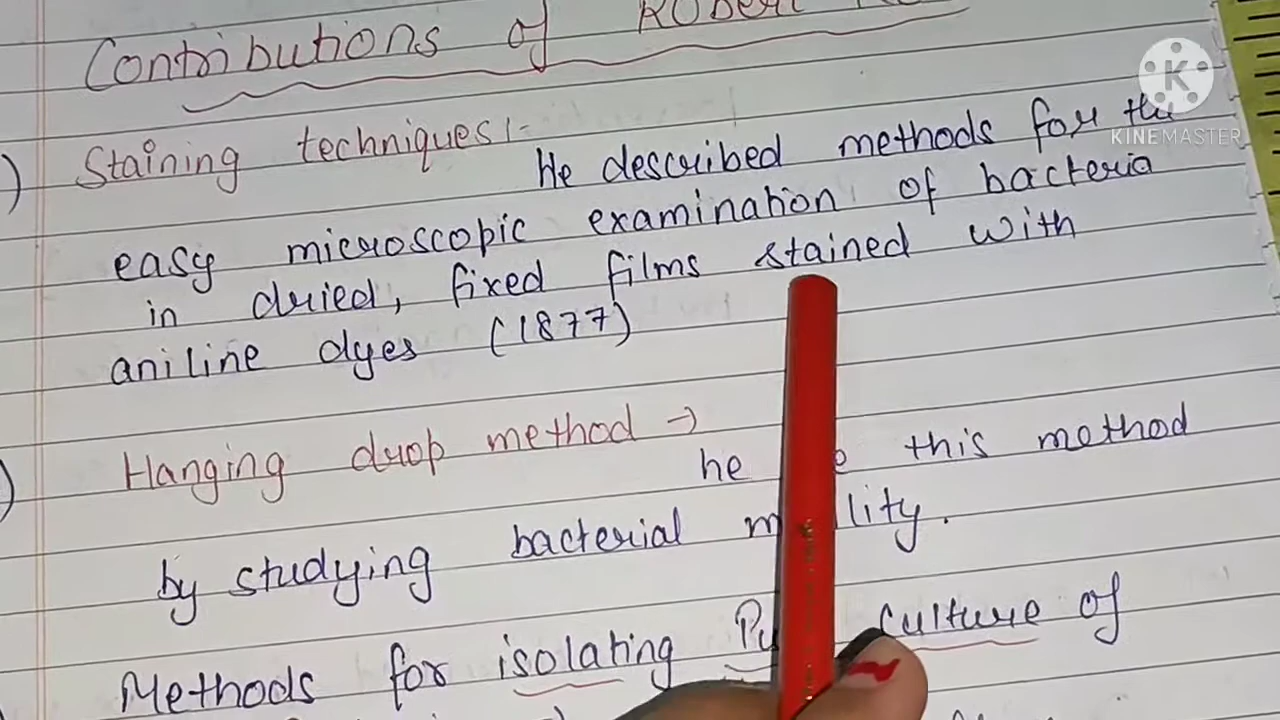 Contributions of Robert
K
KINEMASTER
Staining techniques:-
He described methods for the
easy microscopic examination of bacteria
in dried, fixed films stained with
aniline dyes (1877)
Hanging drop method →
he this method
by studying bacterial
Methods for isolating culture of